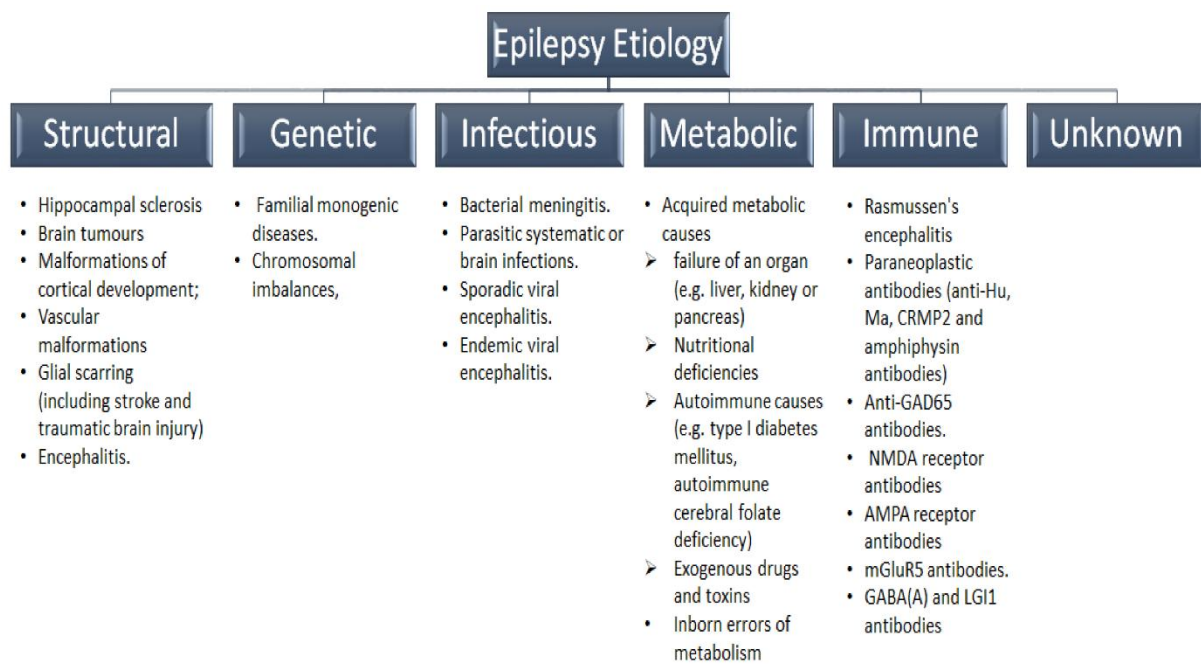 Epilepsy Etiology
Structural
Genetic
Infectious
Metabolic
Immune
Unknown
• Hippocampal sclerosis
• Brain tumours
• Malformations of
cortical development;
• Vascular
malformations
• Glial scarring
(including stroke and
traumatic brain injury)
• Encephalitis.
• Familial monogenic
diseases.
• Chromosomal
imbalances,
• Bacterial meningitis.
• Parasitic systematic or
brain infections.
• Sporadic viral
encephalitis.
• Endemic viral
encephalitis.
• Acquired metabolic
causes
➢ failure of an organ
(e.g. liver, kidney or
pancreas)
➢ Nutritional
deficiencies
➢ Autoimmune causes
(e.g. type I diabetes
mellitus,
autoimmune
cerebral folate
deficiency)
➢ Exogenous drugs
and toxins
• Inborn errors of
metabolism
• Rasmussen's
encephalitis
• Paraneoplastic
antibodies (anti-Hu,
Ma, CRMP2 and
amphiphysin
antibodies)
• Anti-GAD65
antibodies.
• NMDA receptor
antibodies
• AMPA receptor
antibodies
• mGluR5 antibodies.
• GABA(A) and LGI1
antibodies